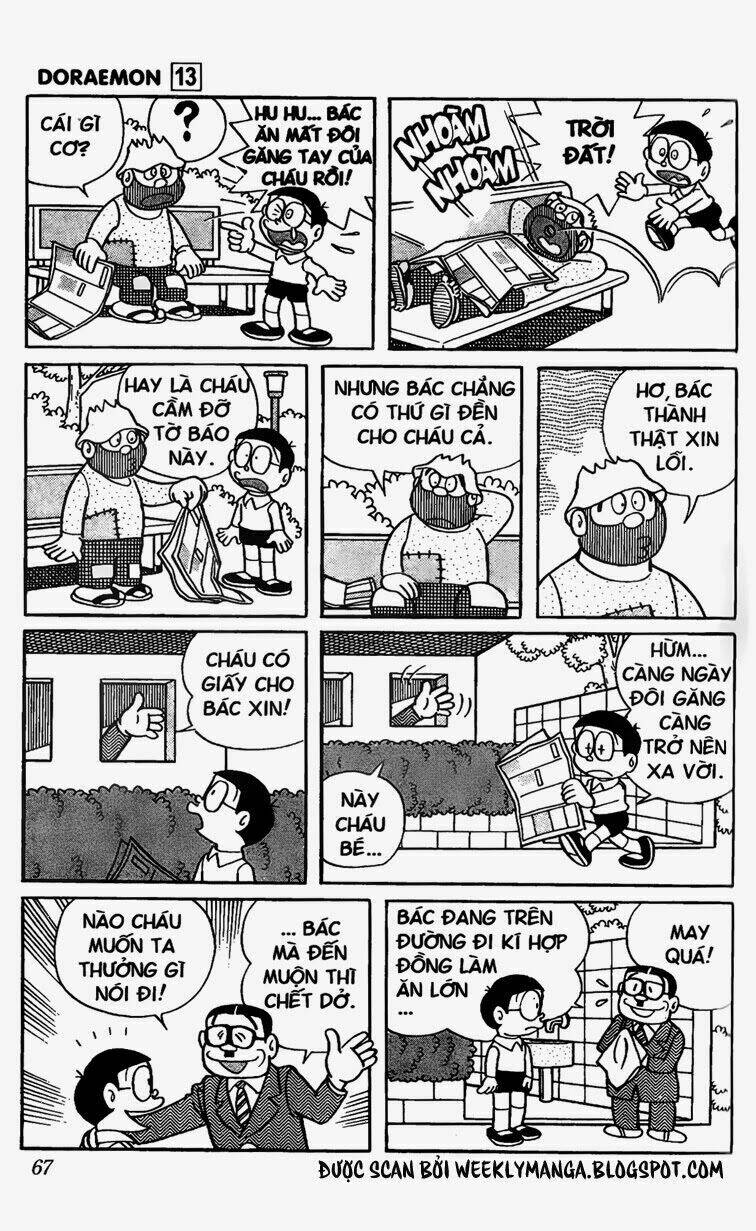 DORAEMON 13
NHOÀM
NHOÀM
TRỜI
ĐẤT!
HU HU... BÁC
ĂN MẤT ĐÔI
GĂNG TAY CỦA
CHÁU RỒI!
?
CÁI GÌ
CƠ?
HƠ, BÁC
THÀNH
THẬT XIN
LỖI.
NHƯNG BÁC CHẲNG
CÓ THỨ GÌ ĐỀN
CHO CHÁU CẢ.
HAY LÀ CHÁU
CẦM ĐỠ
TỜ BÁO
NÀY.
HỪM...
CÀNG NGÀY
ĐÔI GĂNG
CÀNG
TRỞ NÊN
XA VỜI.
NÀY
CHÁU
BÉ...
CHÁU CÓ
GIẤY CHO
BÁC XIN!
MAY
QUÁ!
BÁC ĐANG TRÊN
ĐƯỜNG ĐI KÍ HỢP
ĐỒNG LÀM
ĂN LỚN
...
... BÁC
MÀ ĐẾN
MUỘN THÌ
CHẾT DỞ.
NÀO CHÁU
MUỐN TA
THƯỞNG GÌ
NÓI ĐI!
67
ĐƯỢC SCAN BỞI WEEKLYMANGA.BLOGSPOT.COM